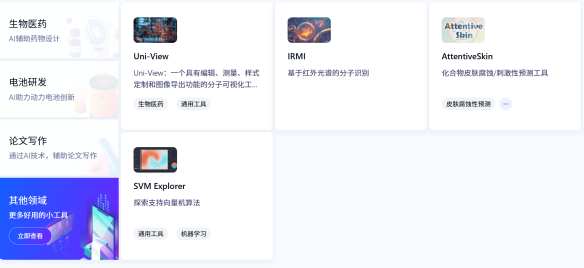 生物医药
AI辅助药物设计
电池研发
AI助力动力电池创新
论文写作
通过AI技术，辅助论文写作
其他领域
更多好用的小工具
立即查看
Uni-View
Uni-View：一个具有编辑、测量、样式
定制和图像导出功能的分子可视化工...
生物医药 通用工具
IRMI
基于红外光谱的分子识别
Attentive
Skin
AttentiveSkin
化合物皮肤腐蚀/刺激性预测工具
皮肤腐蚀性预测 ...
SVM Explorer
探索支持向量机算法
通用工具 机器学习